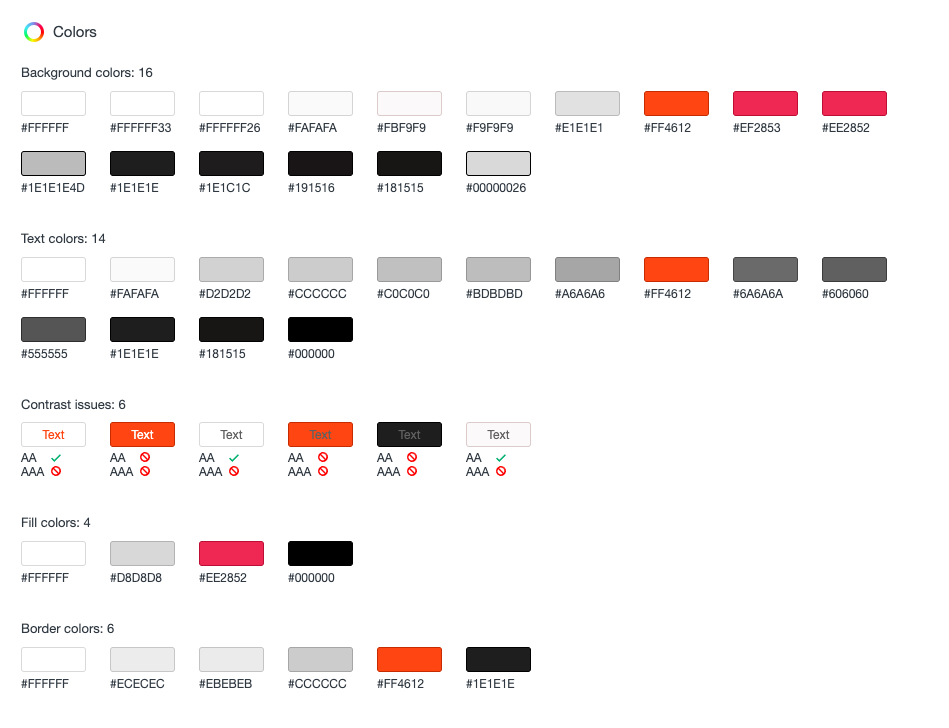 Colors
Background colors: 16
#FFFFFF #FFFFFF33 #FFFFFF26 #FAFAFA #FBF9F9 #F9F9F9 #E1E1E1 #FF4612 #EF2853 #EE2852
#1E1E1E4D #1E1E1E #1E1C1C #191516 #181515 #00000026
Text colors: 14
#FFFFFF #FAFAFA #D2D2D2 #CCCCCC #C0C0C0 #BDBDBD #A6A6A6 #FF4612 #6A6A6A #606060
#555555 #1E1E1E #181515 #000000
Contrast issues: 6
Text Text Text Text Text Text
AA AA AA AA AA AA
AAA AAA AAA AAA AAA AAA
Fill colors: 4
#FFFFFF #D8D8D8 #EE2852 #000000
Border colors: 6
#FFFFFF #ECECEC #EBEBEB #CCCCCC #FF4612 #1E1E1E